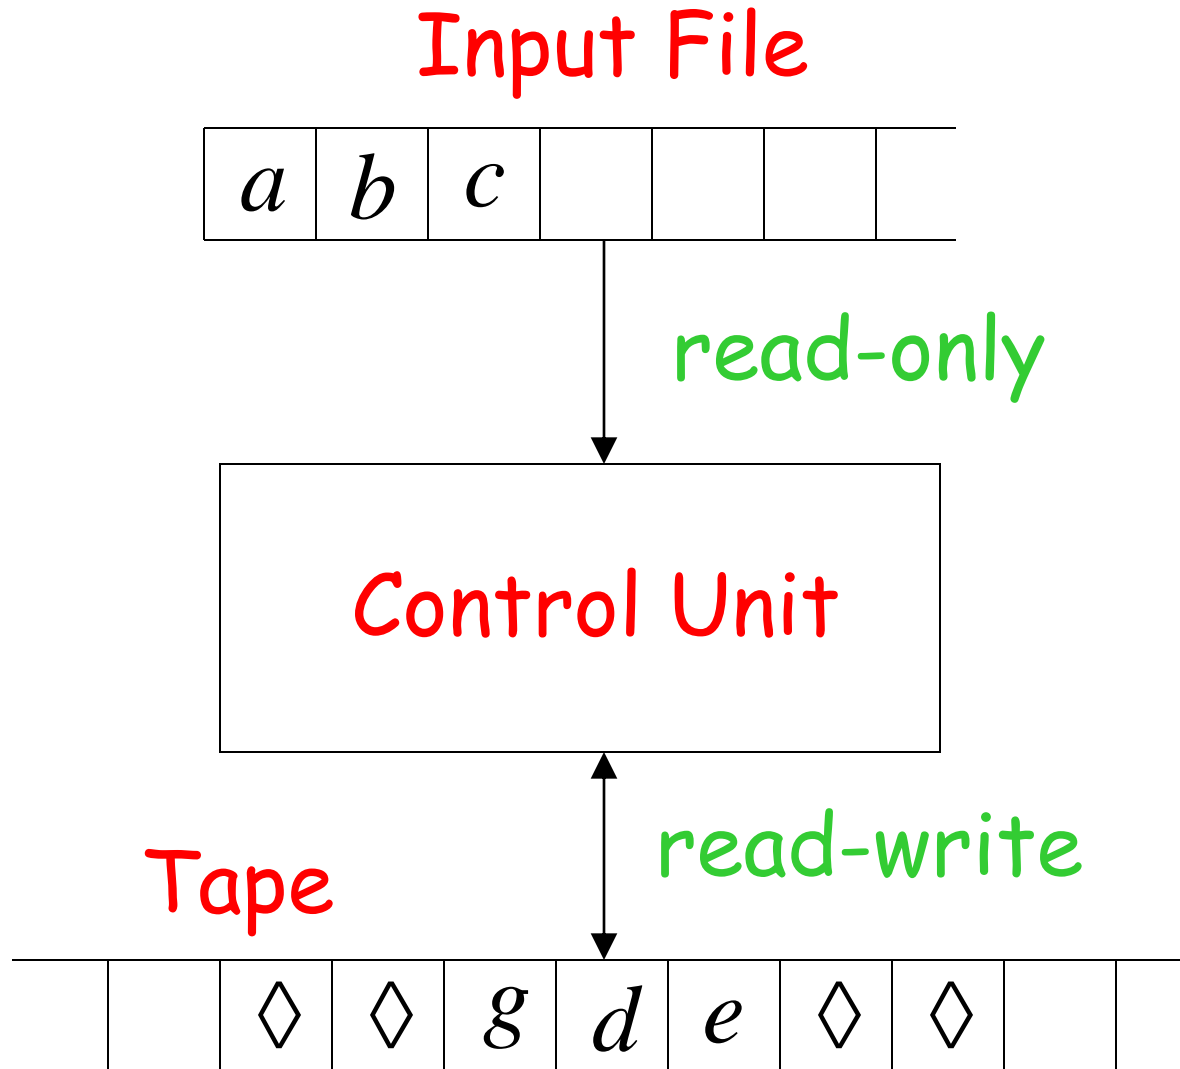 Input File
a b c
read-only
Control Unit
read-write
Tape
◊ ◊ g d e ◊ ◊